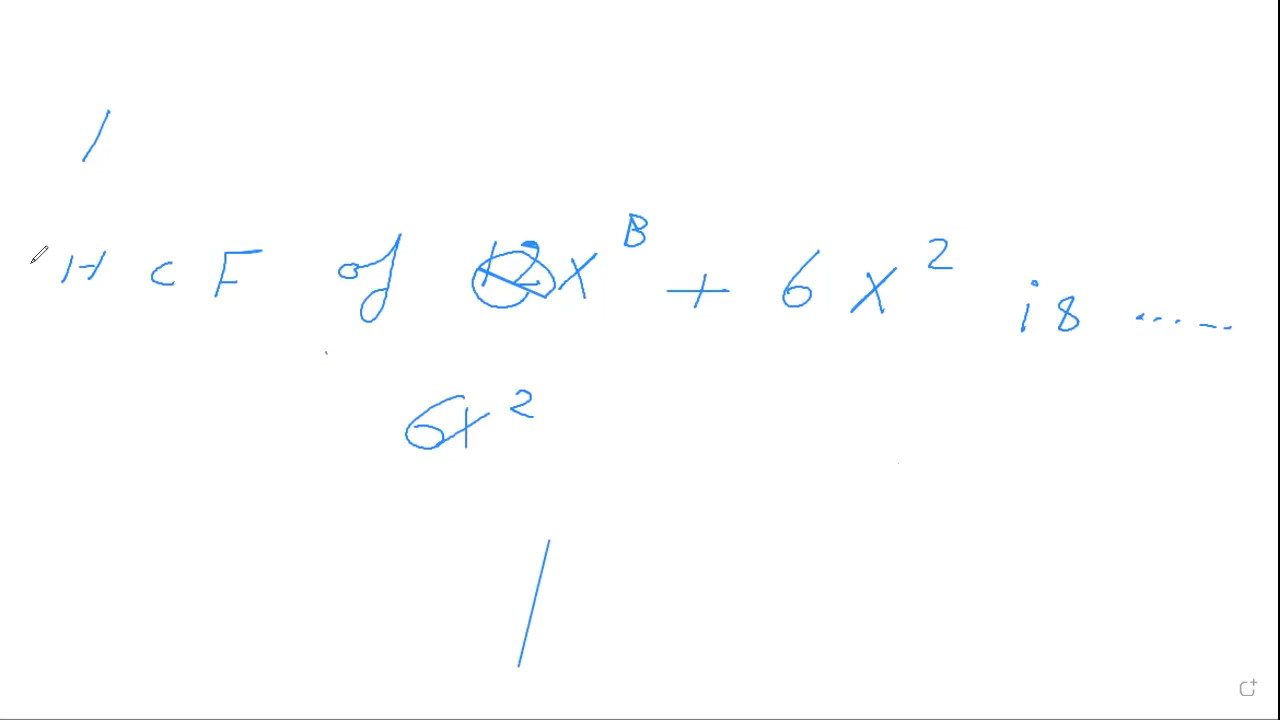 /
HCF of 12x³ + 6x² is .....
6x²
/